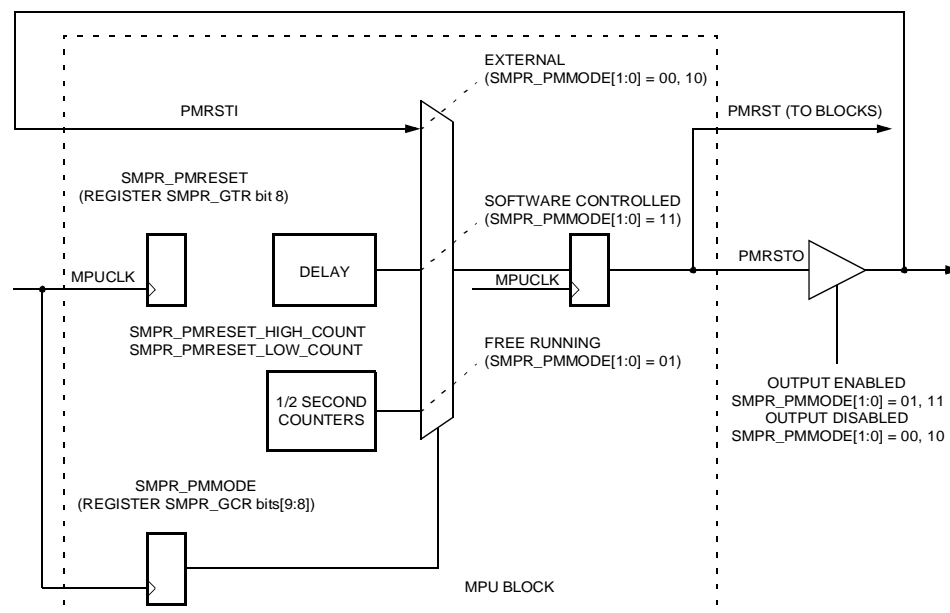 EXTERNAL
(SMPR_PMMODE[1:0] = 00, 10)
PMRSTI
PMRST (TO BLOCKS)
SMPR_PMRESET
(REGISTER SMPR_GTR bit 8)
SOFTWARE CONTROLLED
(SMPR_PMMODE[1:0] = 11)
MPUCLK
DELAY
MPUCLK
PMRSTO
SMPR_PMRESET_HIGH_COUNT
SMPR_PMRESET_LOW_COUNT
FREE RUNNING
(SMPR_PMMODE[1:0] = 01)
1/2 SECOND
COUNTERS
OUTPUT ENABLED
SMPR_PMMODE[1:0] = 01, 11
OUTPUT DISABLED
SMPR_PMMODE[1:0] = 00, 10
SMPR_PMMODE
(REGISTER SMPR_GCR bits[9:8])
MPU BLOCK